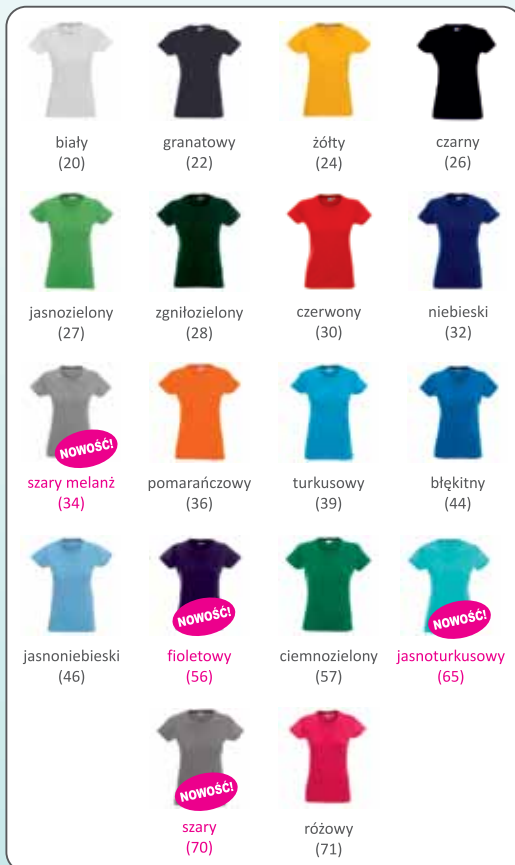 biały granatowy żółty czarny
(20) (22) (24) (26)
jasnozielony zgniłozielony czerwony niebieski
(27) (28) (30) (32)
NOWOŚĆ!
szary melanż pomarańczowy turkusowy błękitny
(34) (36) (39) (44)
NOWOŚĆ! NOWOŚĆ!
jasnoniebieski fioletowy ciemnozielony jasnoturkusowy
(46) (56) (57) (65)
NOWOŚĆ!
szary różowy
(70) (71)